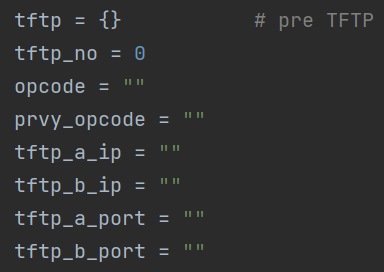 tftp = {}            # pre TFTP
tftp_no = 0
opcode = ""
prvy_opcode = ""
tftp_a_ip = ""
tftp_b_ip = ""
tftp_a_port = ""
tftp_b_port = ""